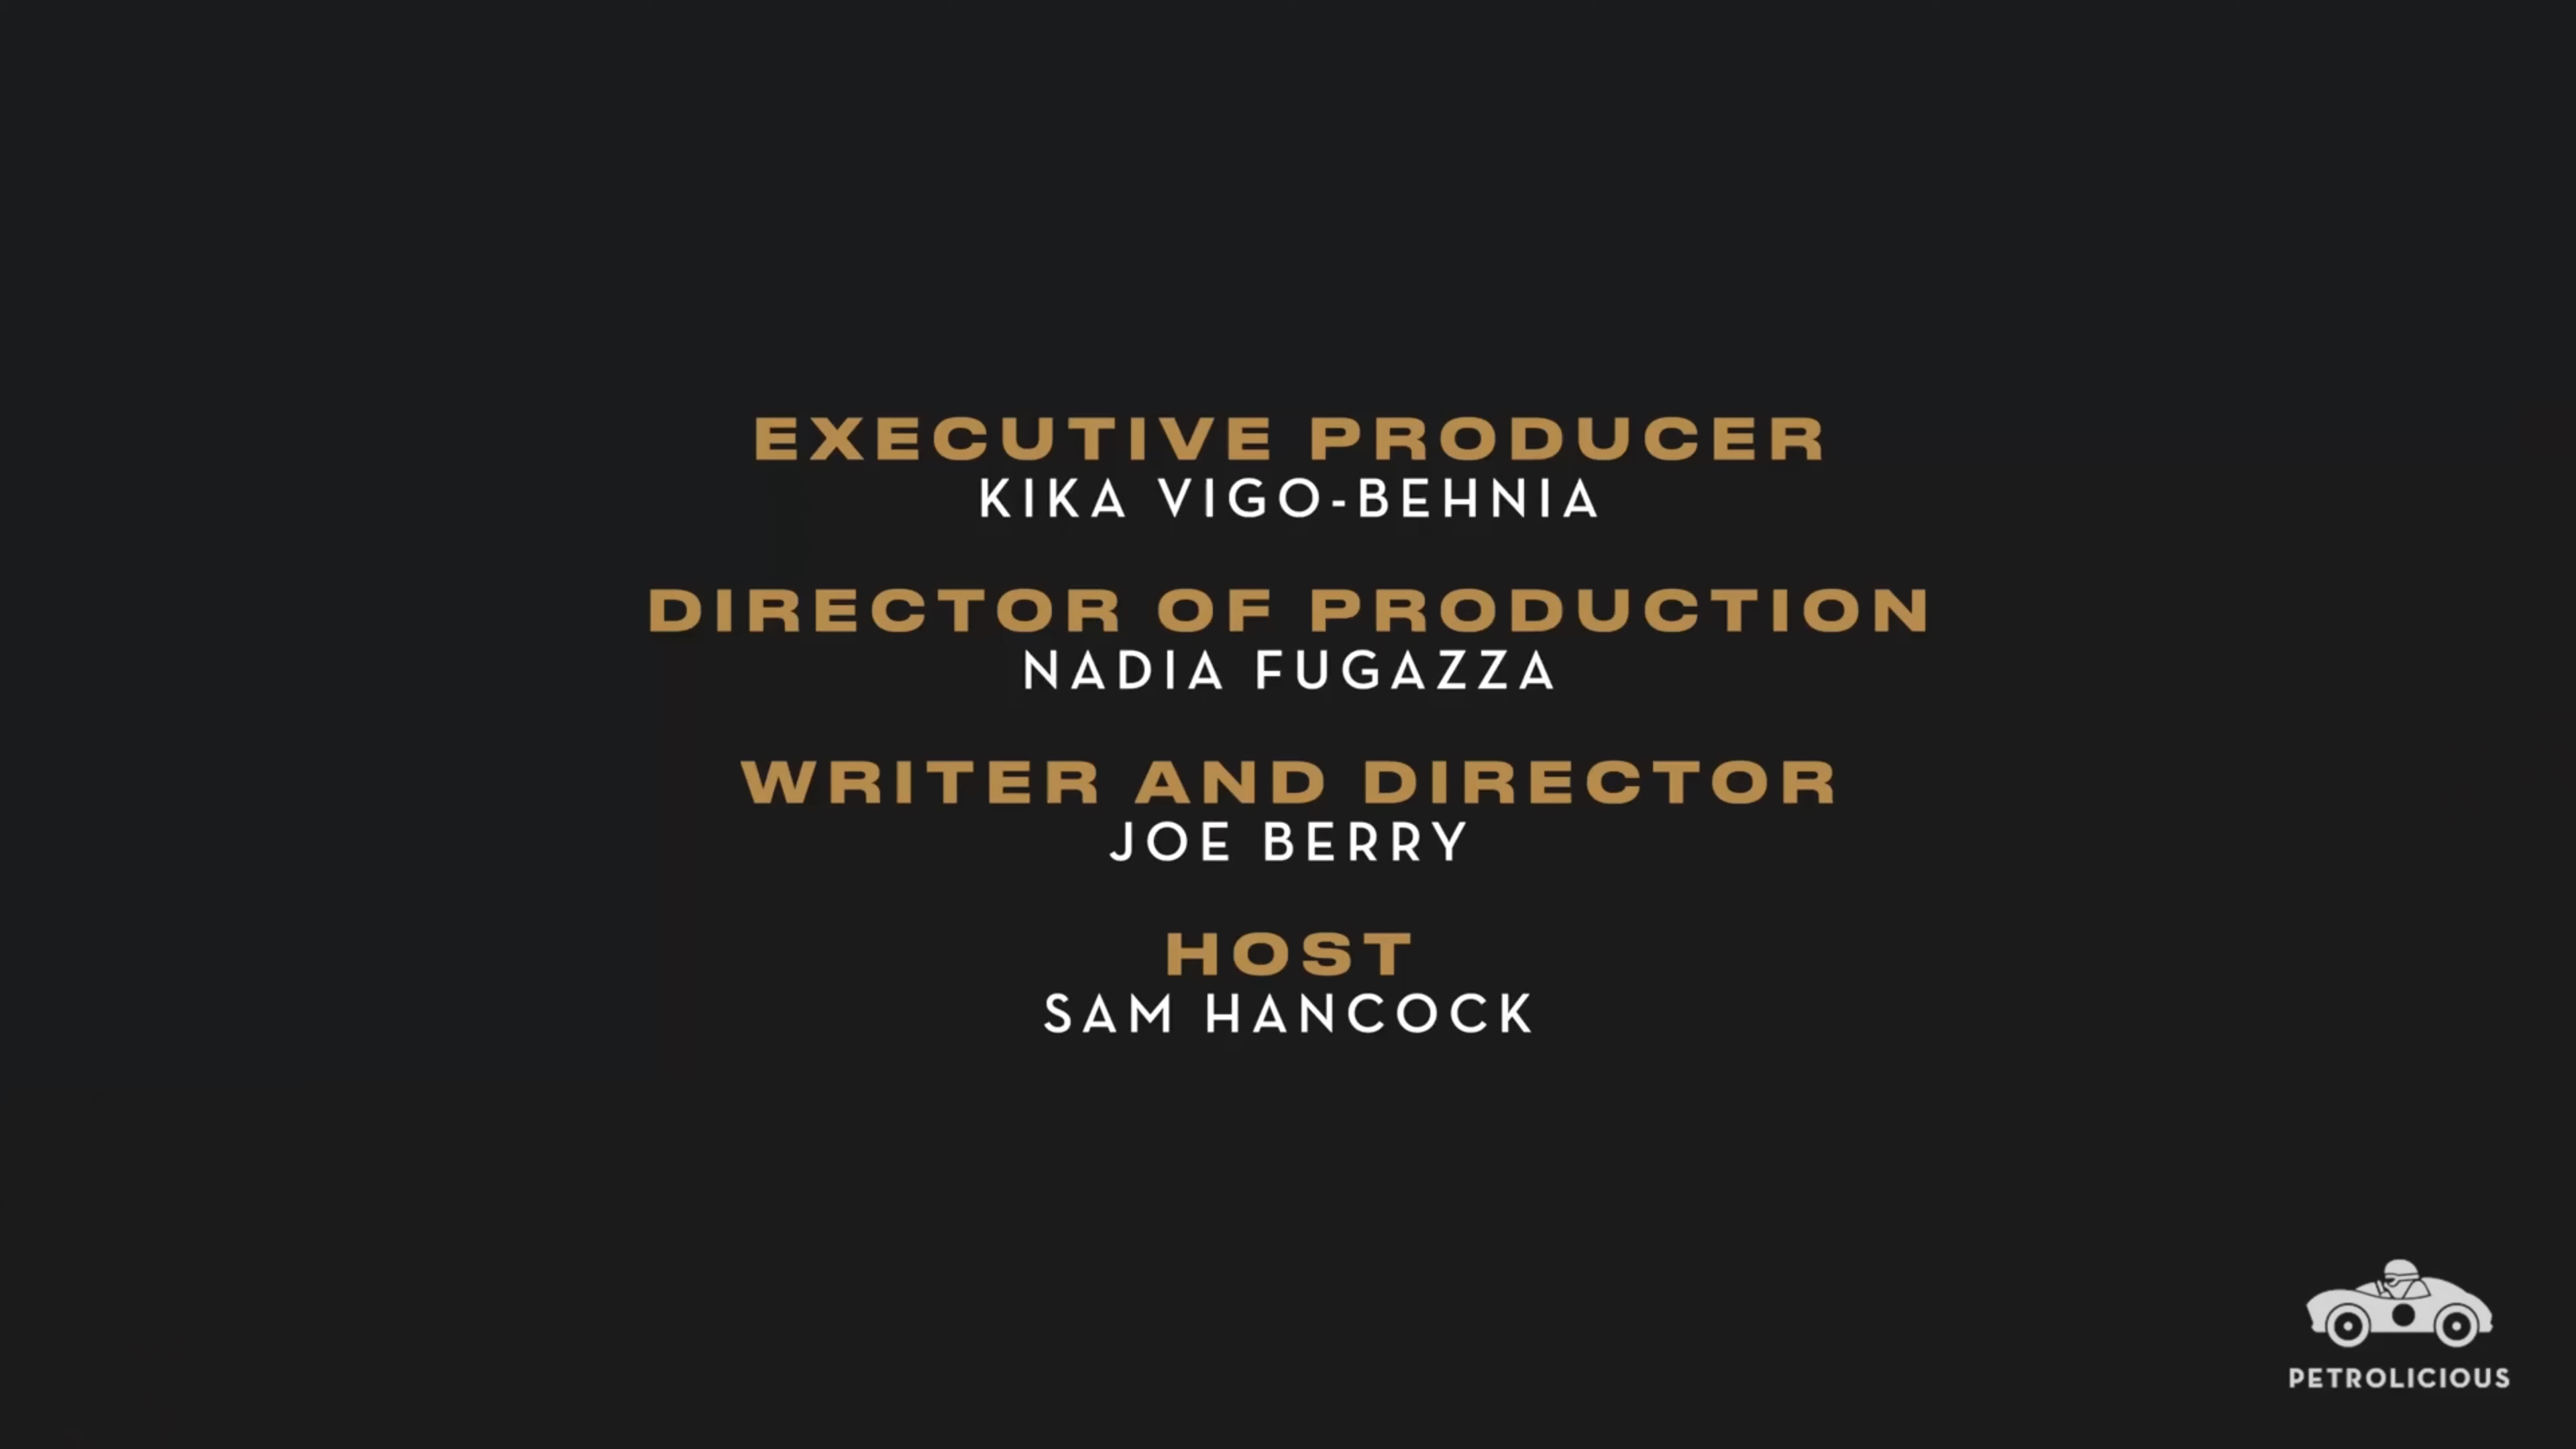 EXECUTIVE PRODUCER
KIKA VIGO-BEHNIA
DIRECTOR OF PRODUCTION
NADIA FUGAZZA
WRITER AND DIRECTOR
JOE BERRY
HOST
SAM HANCOCK
PETROLICIOUS